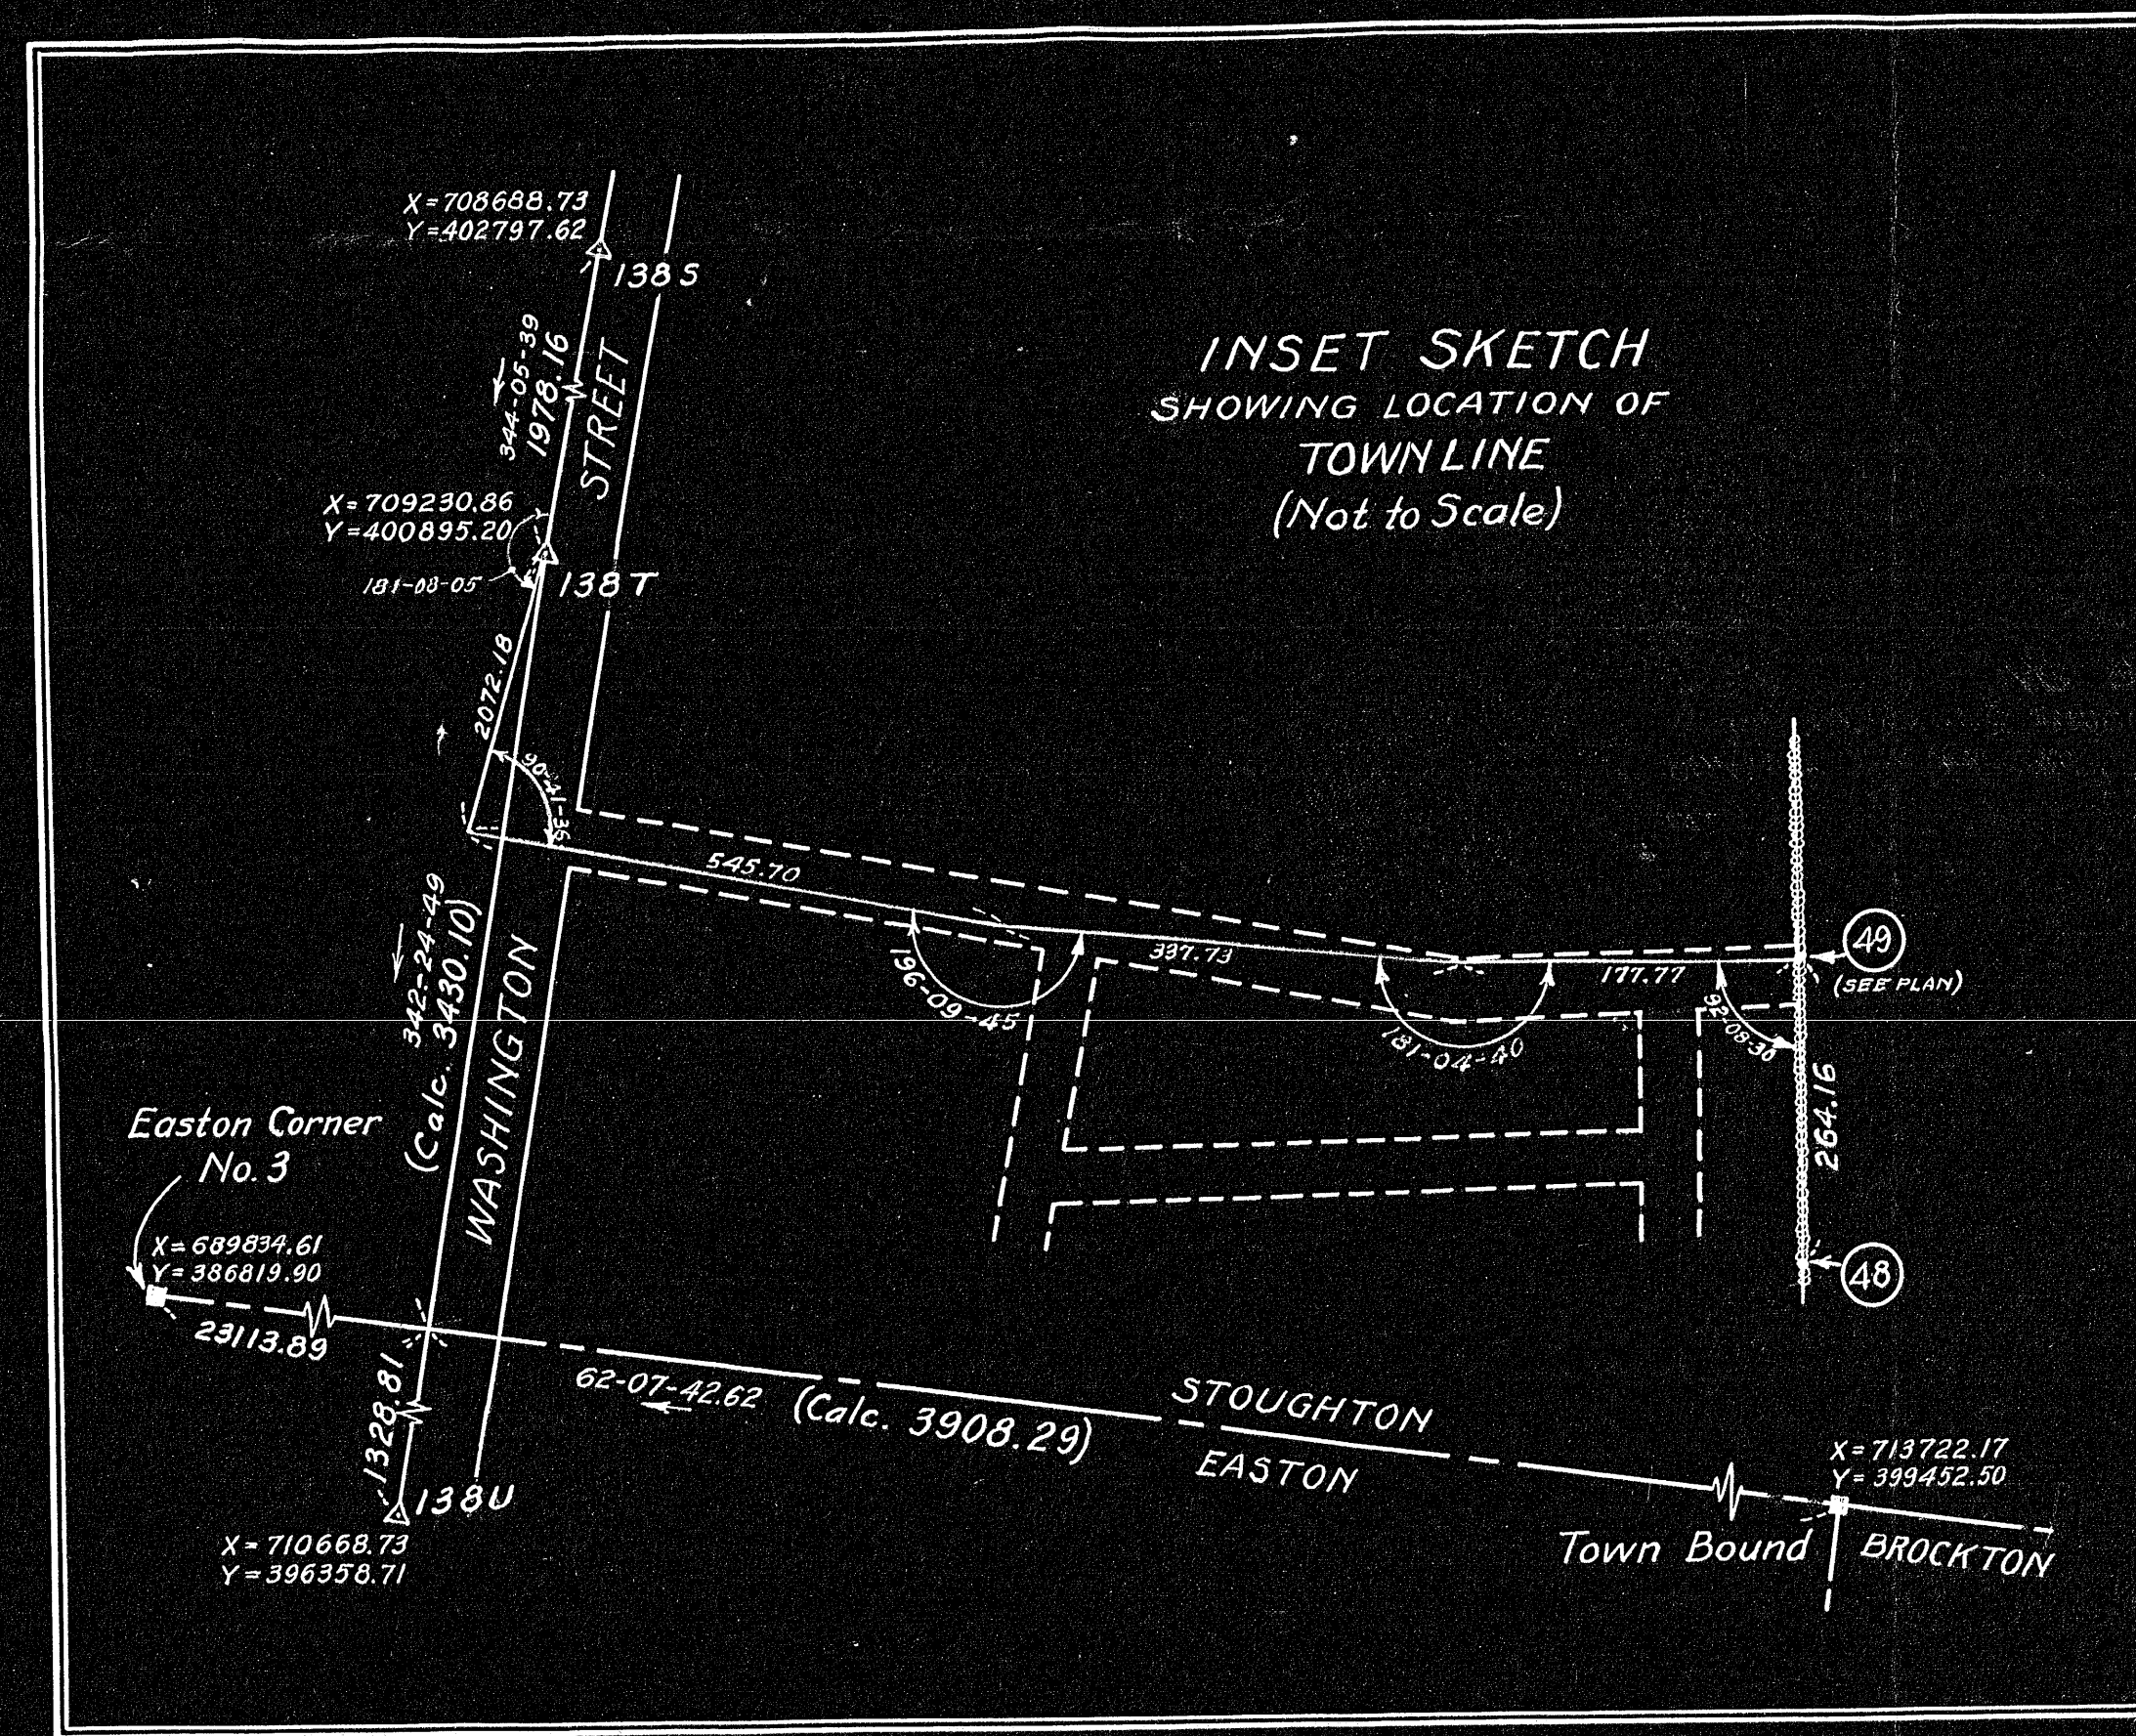 X=708688.73
Y=402797.62
138S
344-05-39
1978.16
STREET
INSET SKETCH
SHOWING LOCATION OF
TOWN LINE
(Not to Scale)
X=709230.86
Y=400895.20
181-08-05
138T
2072.18
90-41-36
545.70
196-09-45
337.73
181-04-40
177.77
92-08-30
49
(SEE PLAN)
264.16
48
342-24-49
(Calc. 3430.10)
WASHINGTON
Easton Corner
No. 3
X=689834.61
Y=386819.90
23113.89
1328.81
138U
X=710668.73
Y=396358.71
62-07-42.62 (Calc. 3908.29)
STOUGHTON
EASTON
X=713722.17
Y=399452.50
Town Bound
BROCKTON